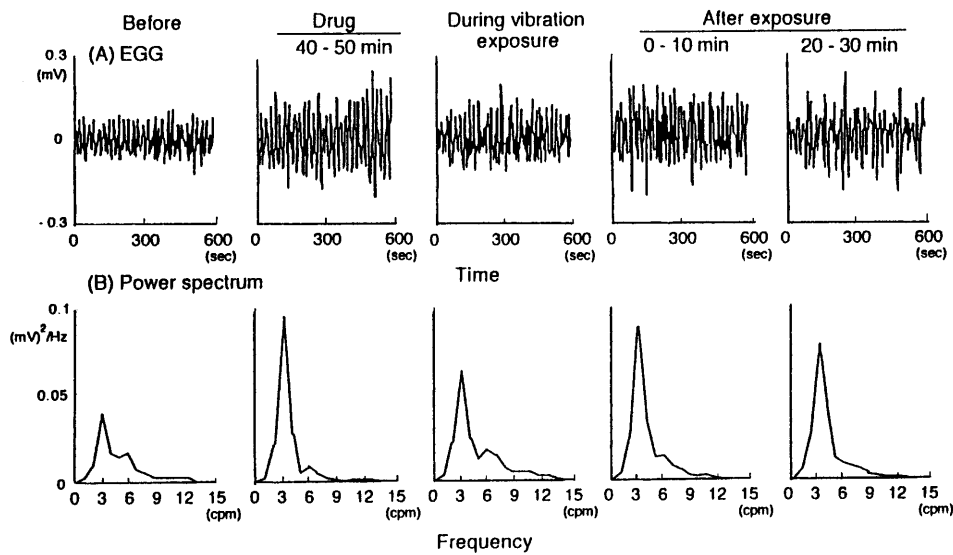 Before
Drug
40 - 50 min
During vibration
exposure
After exposure
0 - 10 min
20 - 30 min
(A) EGG
0.3
(mV)
0
- 0.3
0 300 600
(sec)
0 300 600
(sec)
0 300 600
(sec)
0 300 600
(sec)
0 300 600
(sec)
Time
(B) Power spectrum
0.1
(mV)²/Hz
0.05
0
0 3 6 9 12 15
(cpm)
0 3 6 9 12 15
(cpm)
0 3 6 9 12 15
(cpm)
0 3 6 9 12 15
(cpm)
0 3 6 9 12 15
(cpm)
Frequency